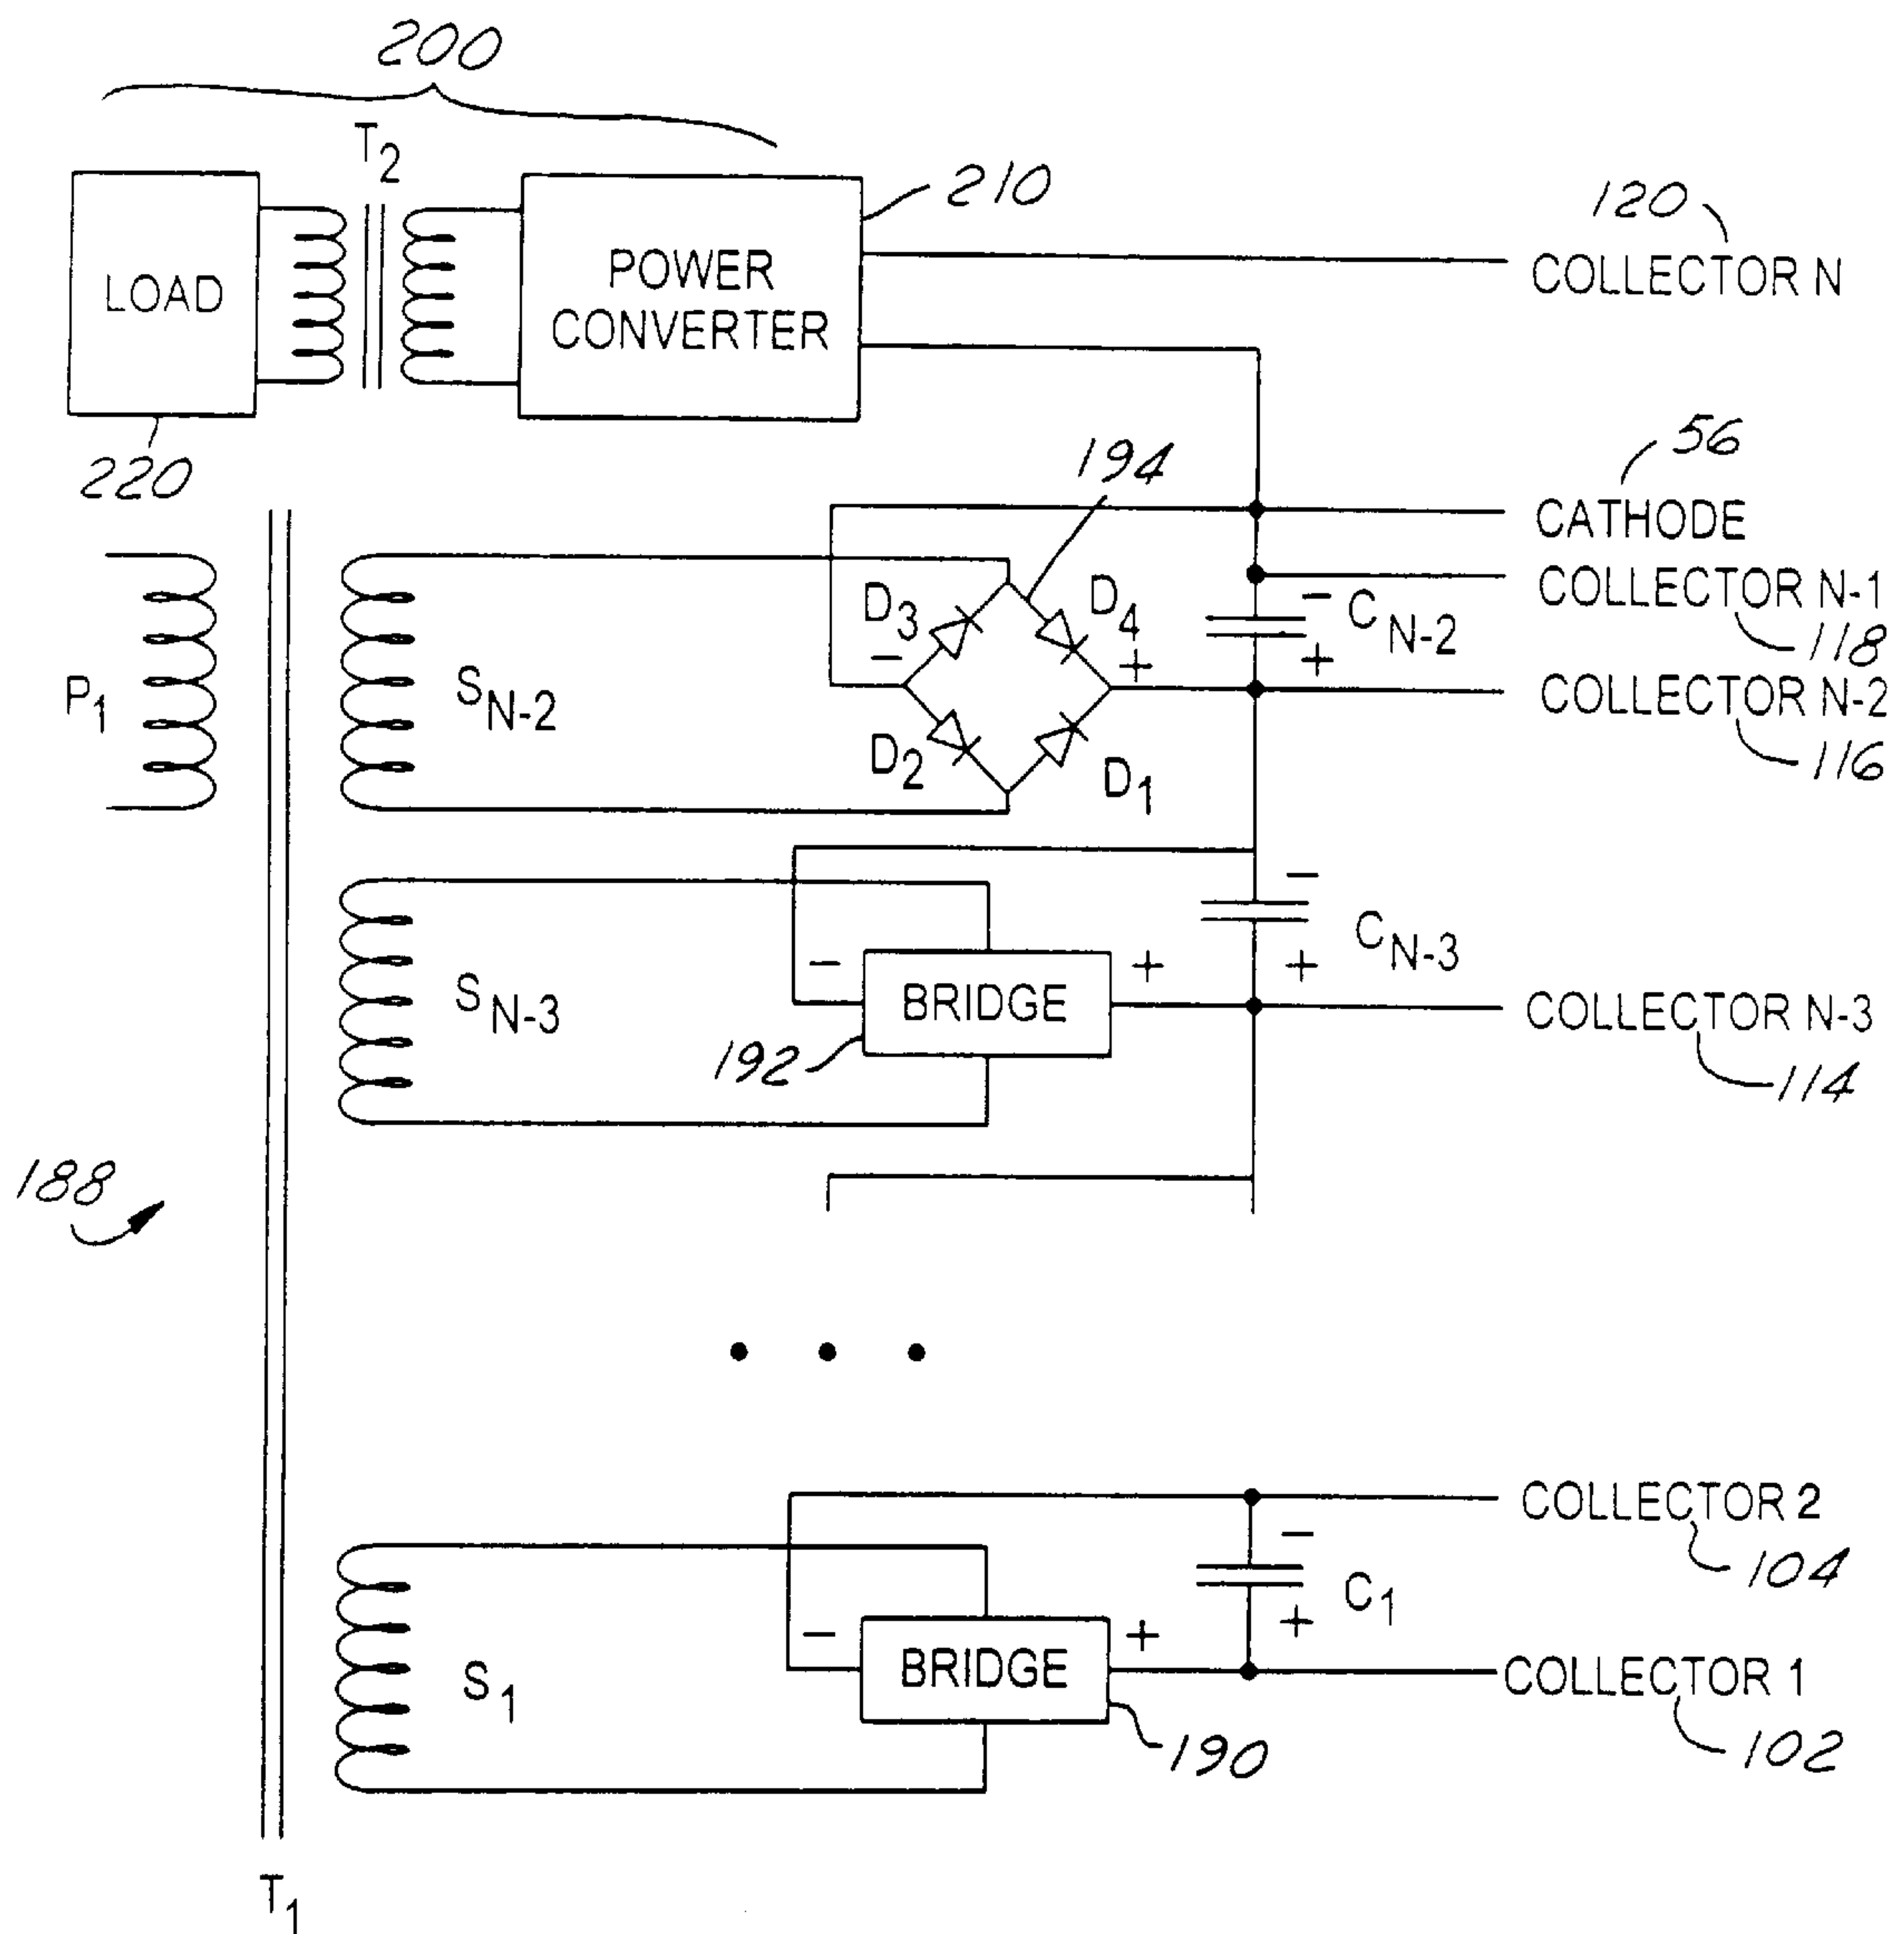 200
T2
210
120
LOAD
POWER CONVERTER
COLLECTOR N
220
194
56
CATHODE
P1
SN-2
D3
D4
−
+
D2
D1
−
CN-2
+
COLLECTOR N-1
118
COLLECTOR N-2
116
SN-3
−
BRIDGE
+
192
−
CN-3
+
COLLECTOR N-3
114
188
• • •
COLLECTOR 2
104
S1
−
BRIDGE
+
190
−
C1
+
COLLECTOR 1
102
T1